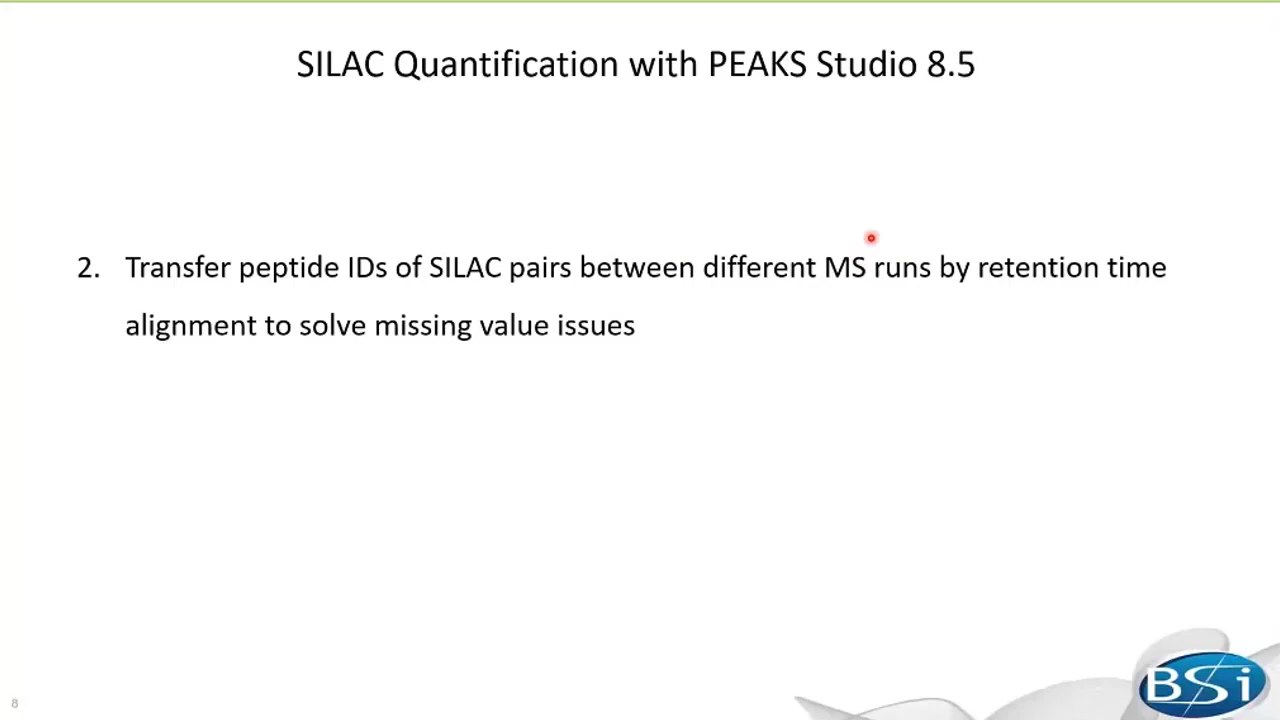 SILAC Quantification with PEAKS Studio 8.5
2. Transfer peptide IDs of SILAC pairs between different MS runs by retention time
alignment to solve missing value issues
8
BSi